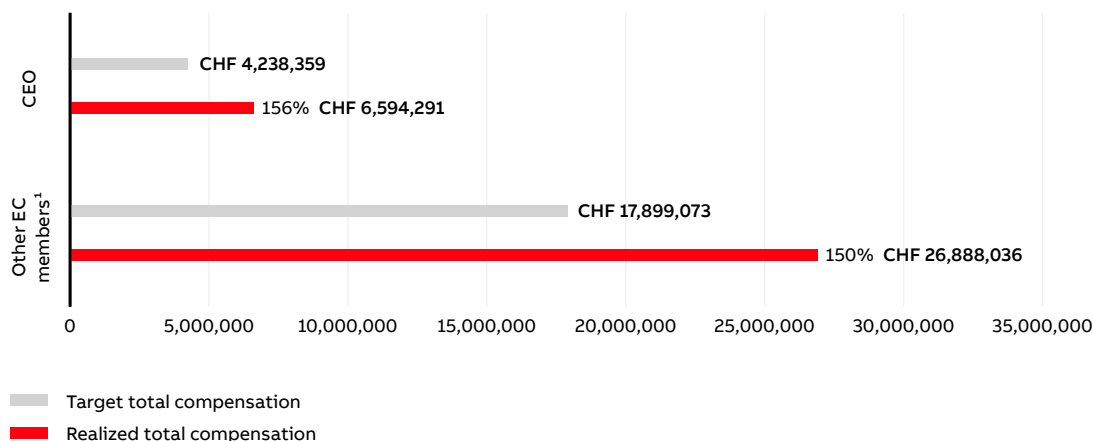 CEO
CHF 4,238,359
156% CHF 6,594,291
Other EC
members¹
CHF 17,899,073
150% CHF 26,888,036
0 5,000,000 10,000,000 15,000,000 20,000,000 25,000,000 30,000,000 35,000,000
Target total compensation
Realized total compensation